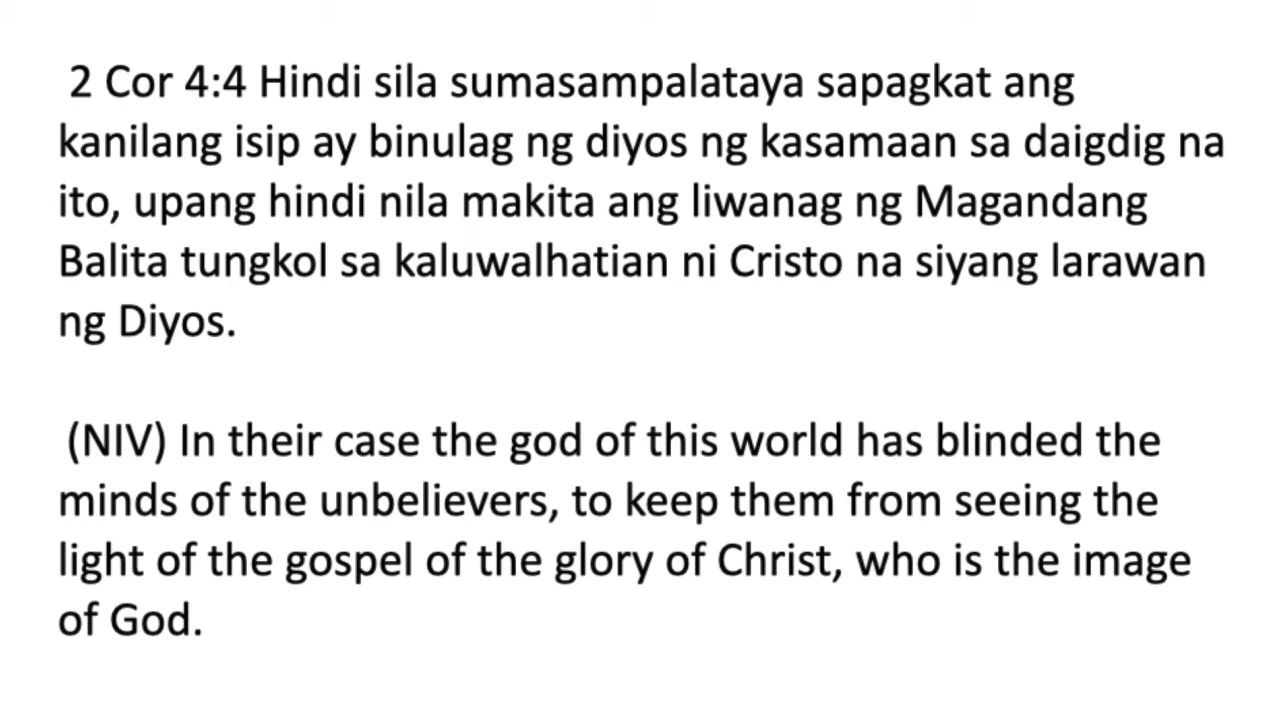 2 Cor 4:4 Hindi sila sumasampalataya sapagkat ang
kanilang isip ay binulag ng diyos ng kasamaan sa daigdig na
ito, upang hindi nila makita ang liwanag ng Magandang
Balita tungkol sa kaluwalhatian ni Cristo na siyang larawan
ng Diyos.
(NIV) In their case the god of this world has blinded the
minds of the unbelievers, to keep them from seeing the
light of the gospel of the glory of Christ, who is the image
of God.